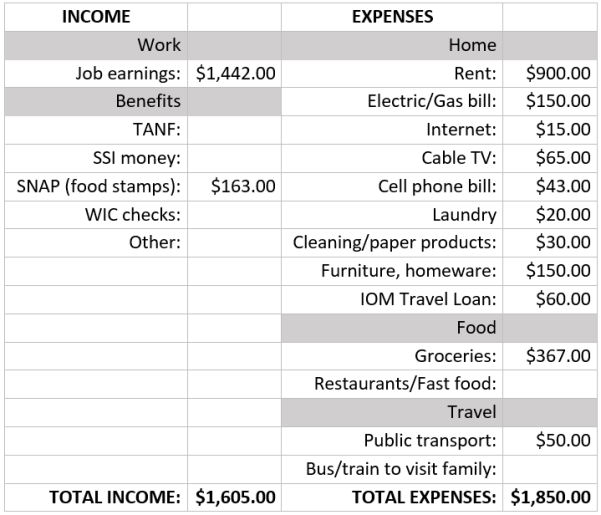 INCOME EXPENSES
Work Home
Job earnings: $1,442.00 Rent: $900.00
Benefits Electric/Gas bill: $150.00
TANF: Internet: $15.00
SSI money: Cable TV: $65.00
SNAP (food stamps): $163.00 Cell phone bill: $43.00
WIC checks: Laundry $20.00
Other: Cleaning/paper products: $30.00
Furniture, homeware: $150.00
IOM Travel Loan: $60.00
Food
Groceries: $367.00
Restaurants/Fast food:
Travel
Public transport: $50.00
Bus/train to visit family:
TOTAL INCOME: $1,605.00 TOTAL EXPENSES: $1,850.00